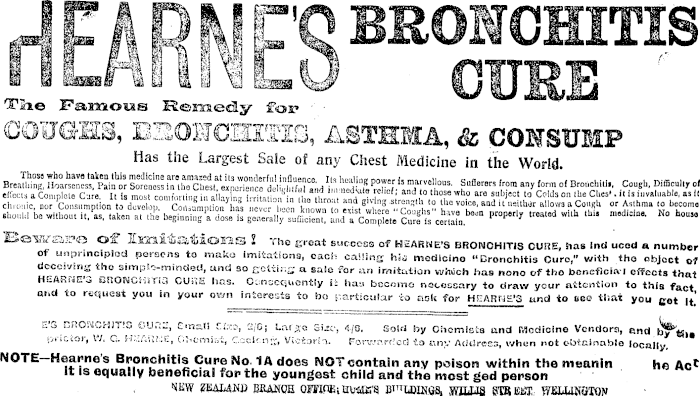 HEARNE'S BRONCHITIS
CURE
The Famous Remedy for
COUGHS, BRONCHITIS, ASTHMA, & CONSUMP
Has the Largest Sale of any Chest Medicine in the World.
Those who have taken this medicine are amazed at its wonderful influence. Its healing power is marvellous. Sufferers from any form of Bronchitis, Cough, Difficulty of
Breathing, Hoarseness, Pain or Soreness in the Chest, experience delightful and immediate relief; and to those who are subject to Colds on the Chest it is invaluable, as it
effects a Complete Cure. It is most comforting in allaying irritation in the throat and giving strength to the voice, and it neither allows a Cough or Asthma to become
chronic, nor Consumption to develop. Consumption has never been known to exist where "Coughs" have been properly treated with this medicine. No house
should be without it, as, taken at the beginning a dose is generally sufficient, and a Complete Cure is certain.
Beware of Imitations! The great success of HEARNE'S BRONCHITIS CURE, has induced a number
of unprincipled persons to make imitations, each calling his medicine "Bronchitis Cure," with the object of
deceiving the simple-minded, and so getting a sale for an imitation which has none of the beneficial effects that
HEARNE'S BRONCHITIS CURE has. Consequently it has become necessary to draw your attention to this fact,
and to request you in your own interests to be particular to ask for HEARNE'S and to see that you get it.
E'S BRONCHITIS CURE, Small Size, 2/6; Large Size, 4/6. Sold by Chemists and Medicine Vendors, and by the
prietor, W. G. HEARNE, Chemist, Geelong, Victoria. Forwarded to any Address, when not obtainable locally.
NOTE—Hearne's Bronchitis Cure No. 1A does NOT contain any poison within the meanin he Act
It is equally beneficial for the youngest child and the most ged person
NEW ZEALAND BRANCH OFFICE, HUME'S BUILDINGS, WILLIS STREET WELLINGTON